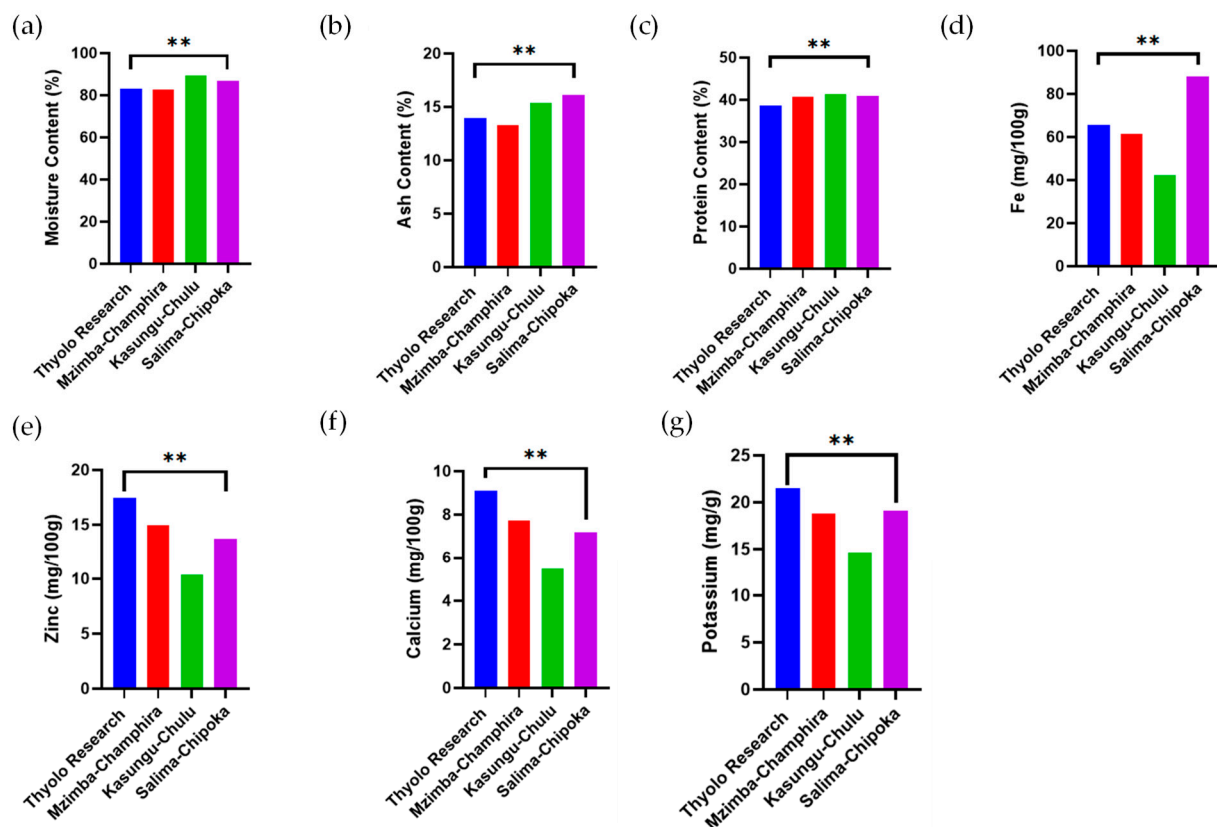 (a)
**
Moisture Content (%)
100
80
60
40
20
0
Thyolo Research
Mzimba-Champhira
Kasungu-Chulu
Salima-Chipoka
(b)
**
Ash Content (%)
20
15
10
5
0
Thyolo Research
Mzimba-Champhira
Kasungu-Chulu
Salima-Chipoka
(c)
**
Protein Content (%)
50
40
30
20
10
0
Thyolo Research
Mzimba-Champhira
Kasungu-Chulu
Salima-Chipoka
(d)
**
Fe (mg/100g)
100
80
60
40
20
0
Thyolo Research
Mzimba-Champhira
Kasungu-Chulu
Salima-Chipoka
(e)
**
Zinc (mg/100g)
20
15
10
5
0
Thyolo Research
Mzimba-Champhira
Kasungu-Chulu
Salima-Chipoka
(f)
**
Calcium (mg/100g)
10
8
6
4
2
0
Thyolo Research
Mzimba-Champhira
Kasungu-Chulu
Salima-Chipoka
(g)
**
Potassium (mg/g)
25
20
15
10
5
0
Thyolo Research
Mzimba-Champhira
Kasungu-Chulu
Salima-Chipoka